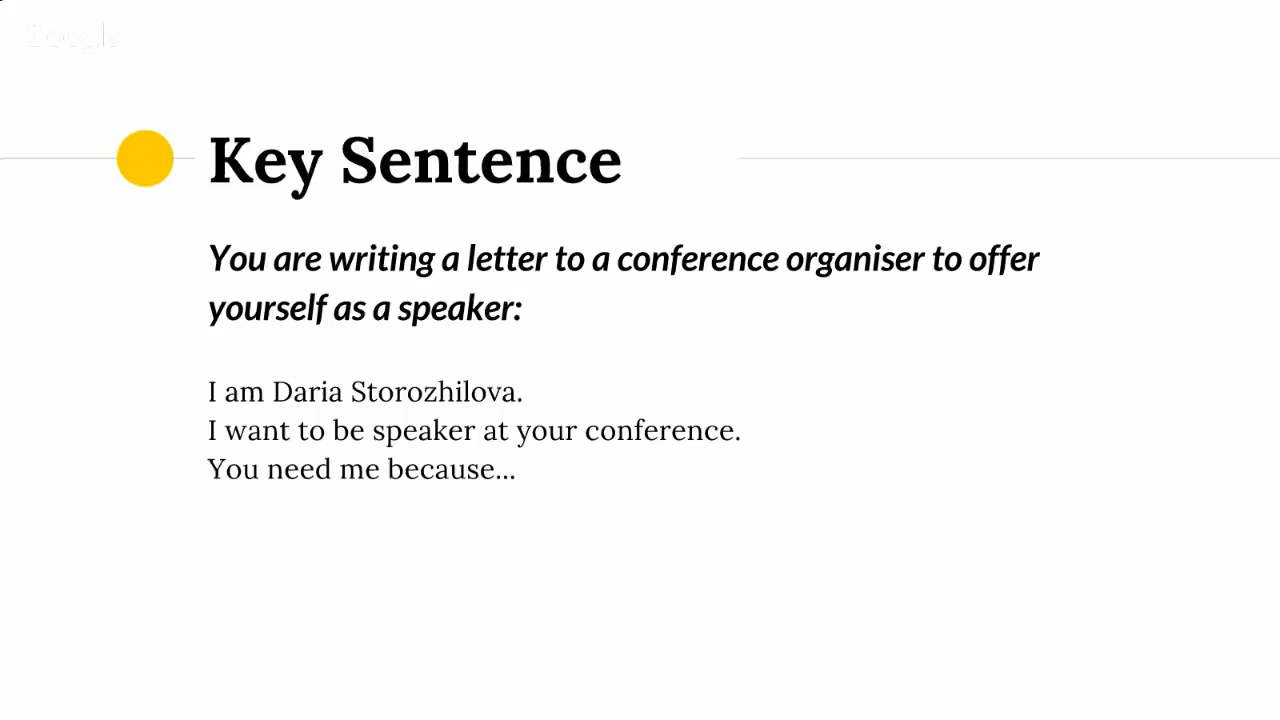 Google
Key Sentence
You are writing a letter to a conference organiser to offer
yourself as a speaker:
I am Daria Storozhilova.
I want to be speaker at your conference.
You need me because...